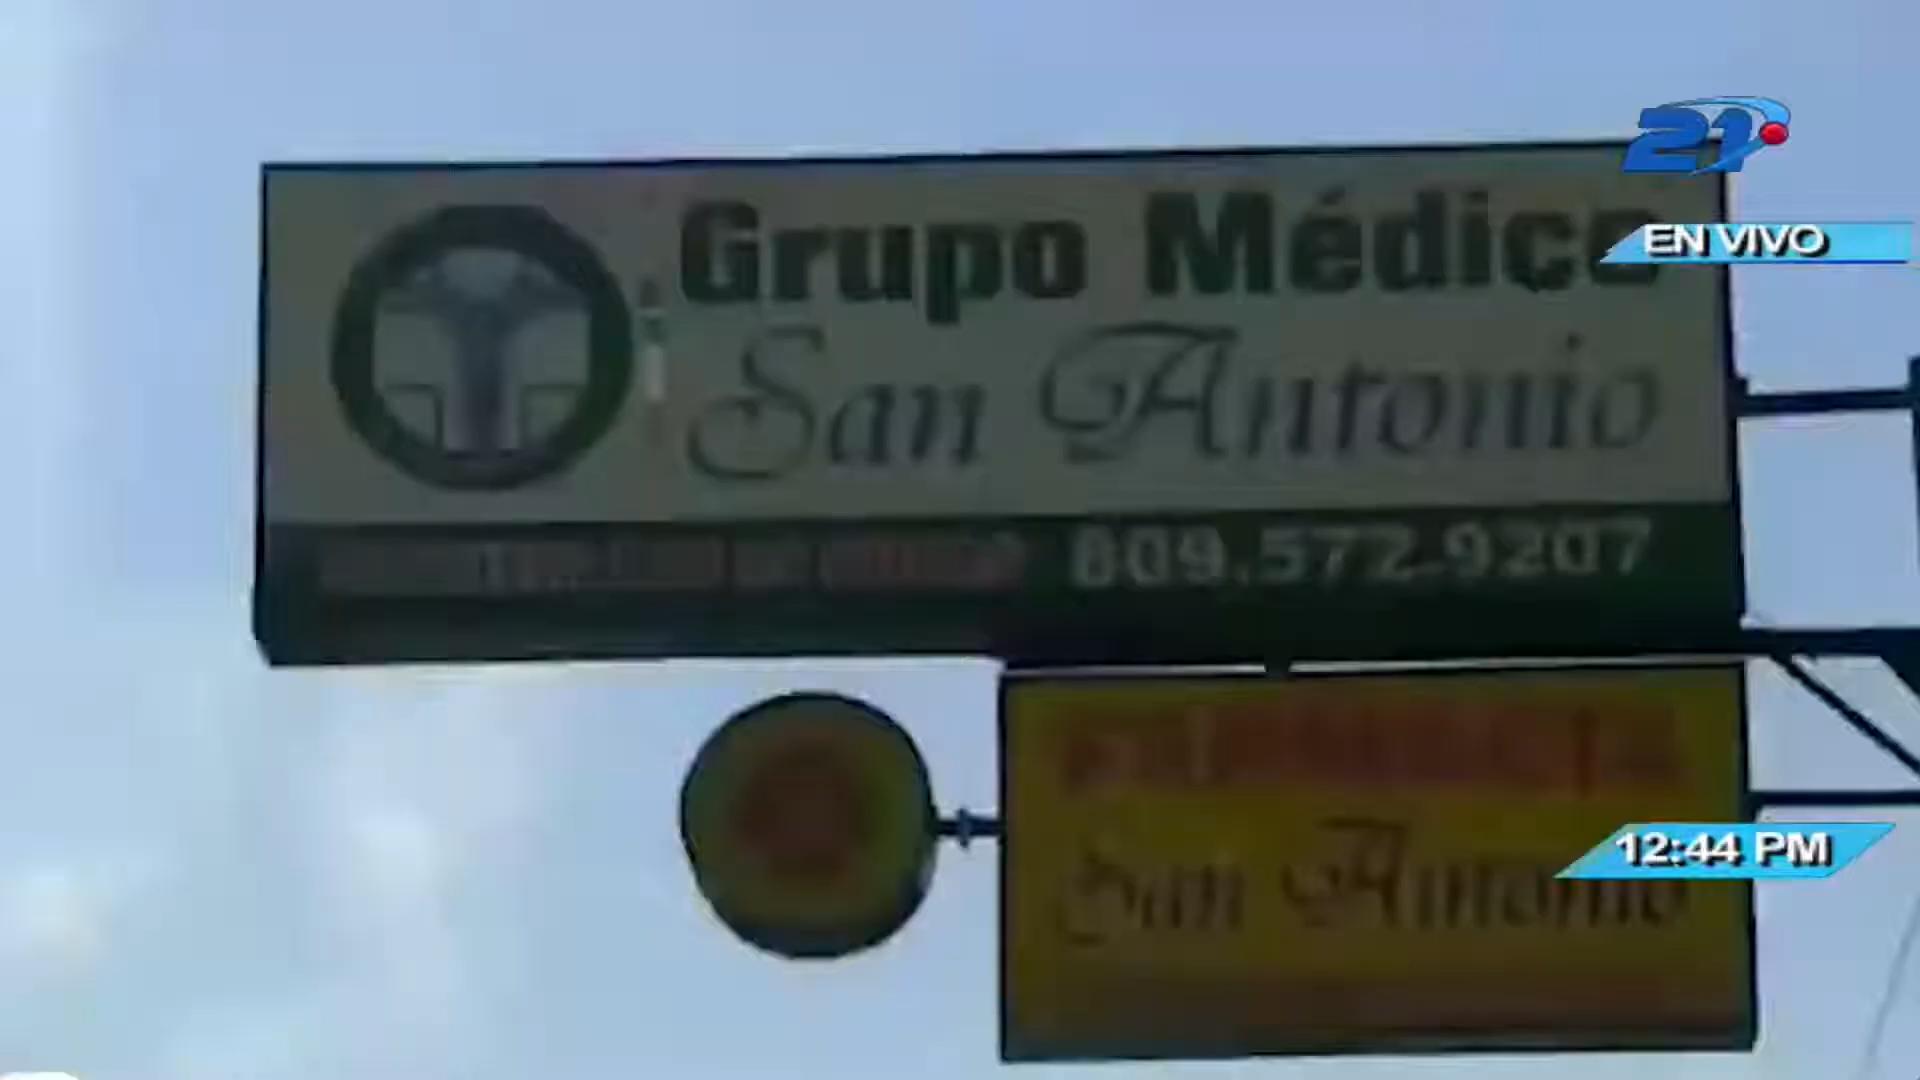 21
Grupo Médico
EN VIVO
San Antonio
809.572.9207
San Antonio
12:44 PM